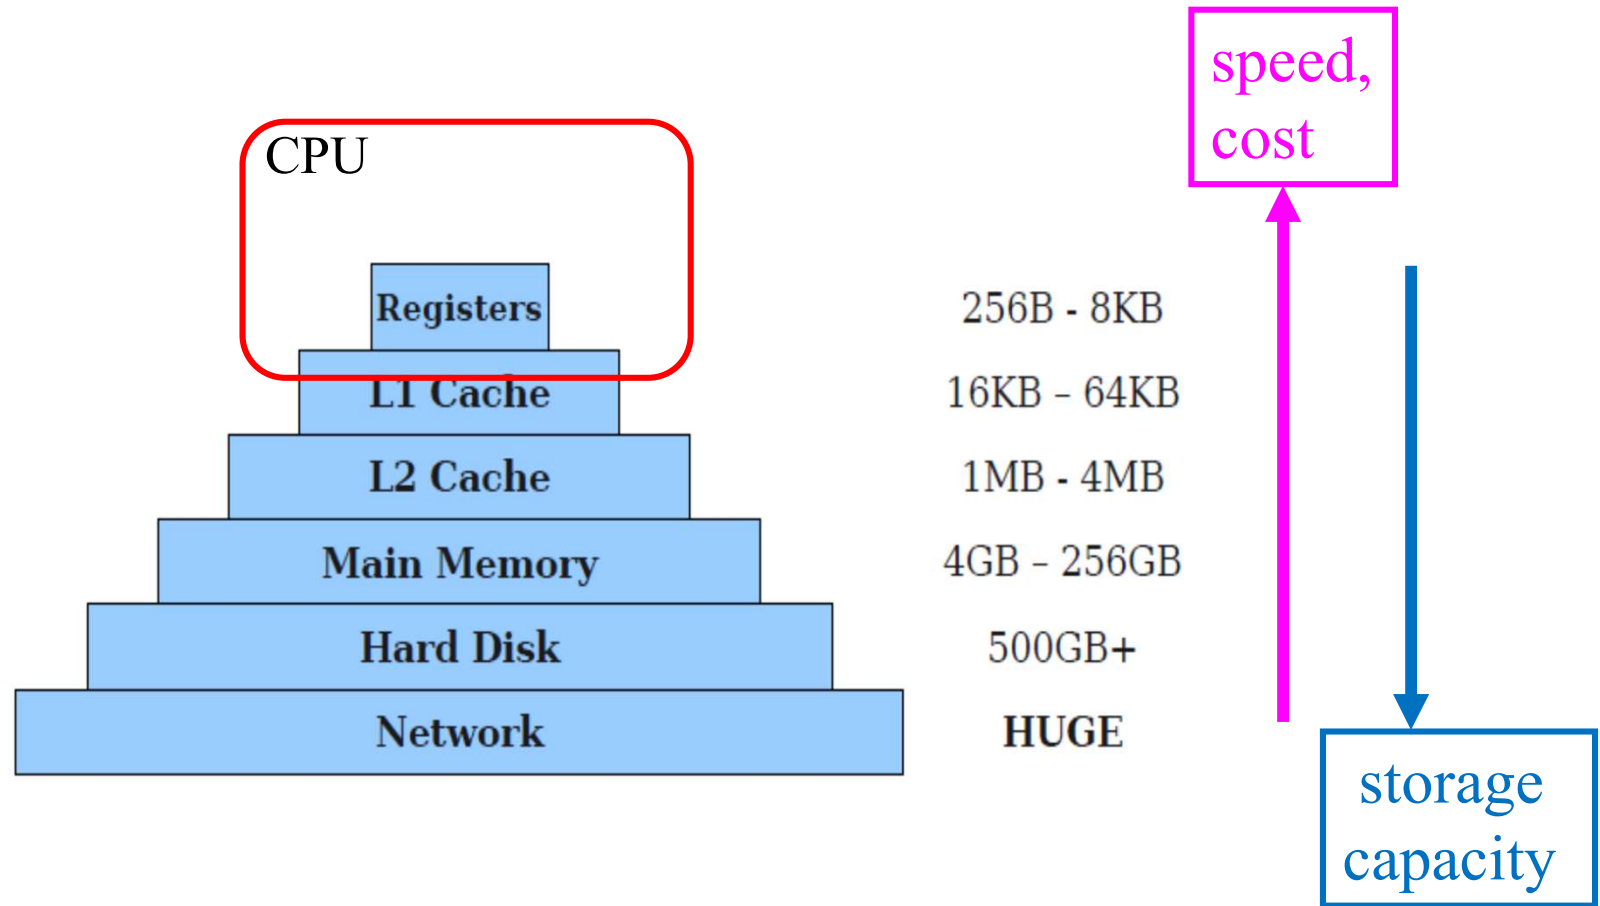 speed,
cost
CPU
Registers
256B - 8KB
L1 Cache
16KB – 64KB
L2 Cache
1MB - 4MB
Main Memory
4GB – 256GB
Hard Disk
500GB+
Network
HUGE
storage
capacity